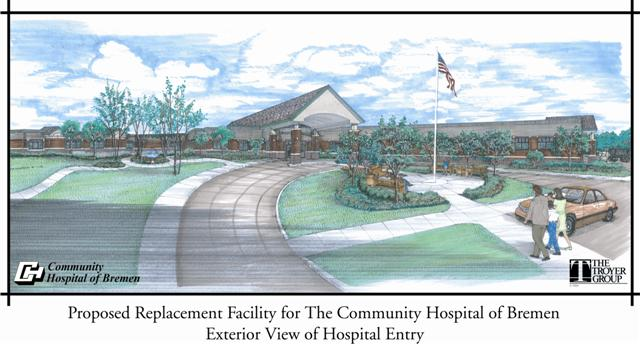 Community
Hospital of Bremen
THE
TROYER
GROUP
Proposed Replacement Facility for The Community Hospital of Bremen
Exterior View of Hospital Entry